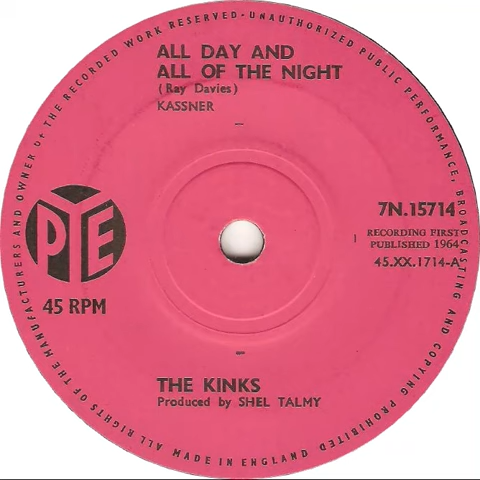 ALL RIGHTS OF THE MANUFACTURERS AND OWNER of the RECORDED WORK RESERVED - UNAUTHORIZED PUBLIC PERFORMANCE, BROADCASTING AND COPYING PROHIBITED
ALL DAY AND
ALL OF THE NIGHT
(Ray Davies)
KASSNER
PYE
45 RPM
7N.15714
RECORDING FIRST
PUBLISHED 1964
45.XX.1714-A
THE KINKS
Produced by SHEL TALMY
MADE IN ENGLAND